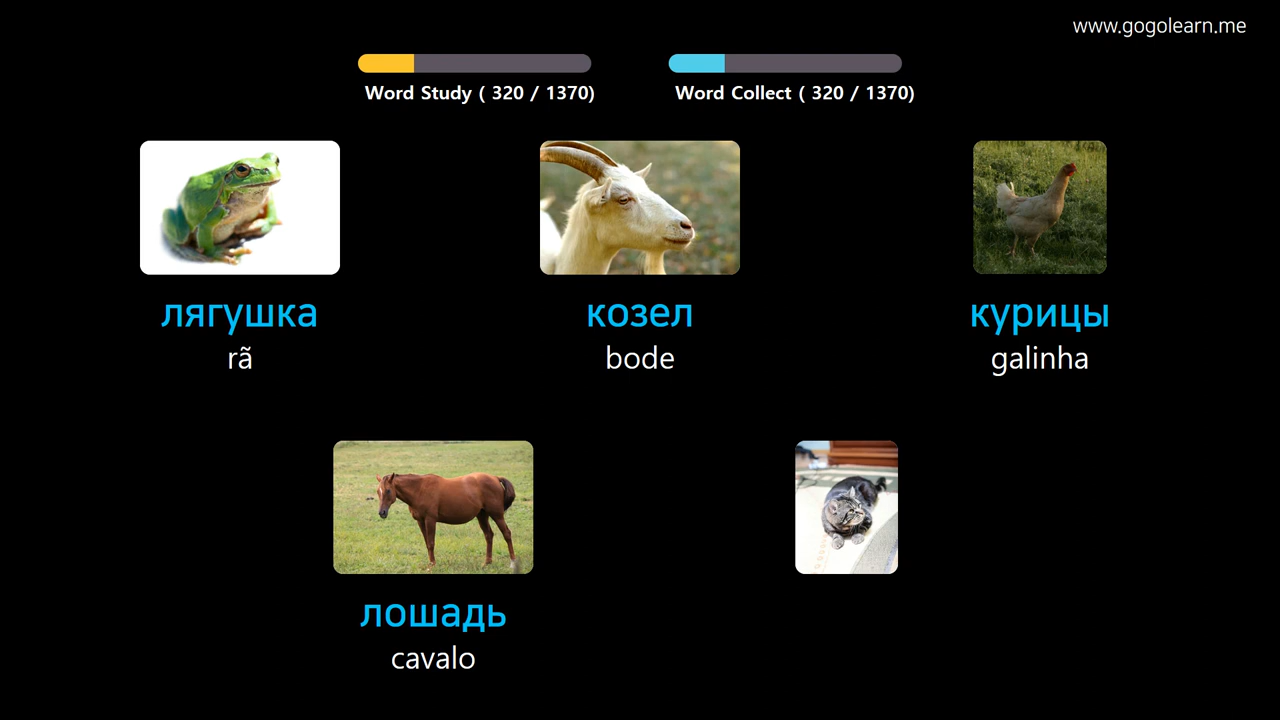 www.gogolearn.me
Word Study ( 320 / 1370)
Word Collect ( 320 / 1370)
лягушка
rã
козел
bode
курицы
galinha
лошадь
cavalo